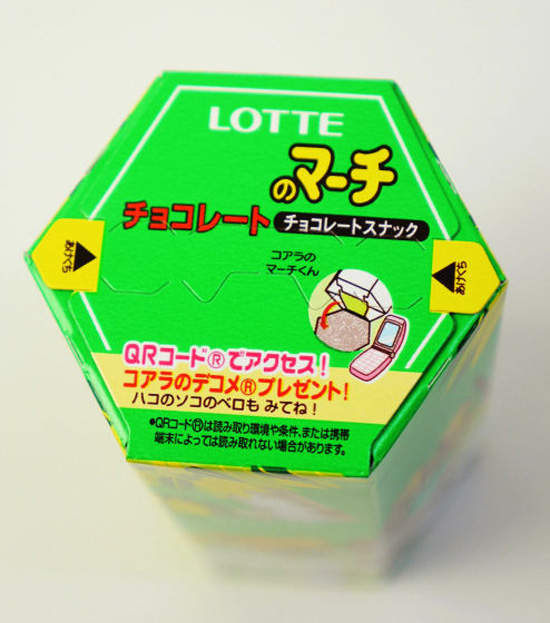 LOTTE
のマーチ
チョコレート チョコレートスナック
コアラの
マーチくん
あけくち
あけくち
QRコード®でアクセス！
コアラのデコメ®プレゼント！
ハコのソコのベロも みてね！
●QRコード®は読み取り環境や条件、または携帯
端末によっては読み取れない場合があります。